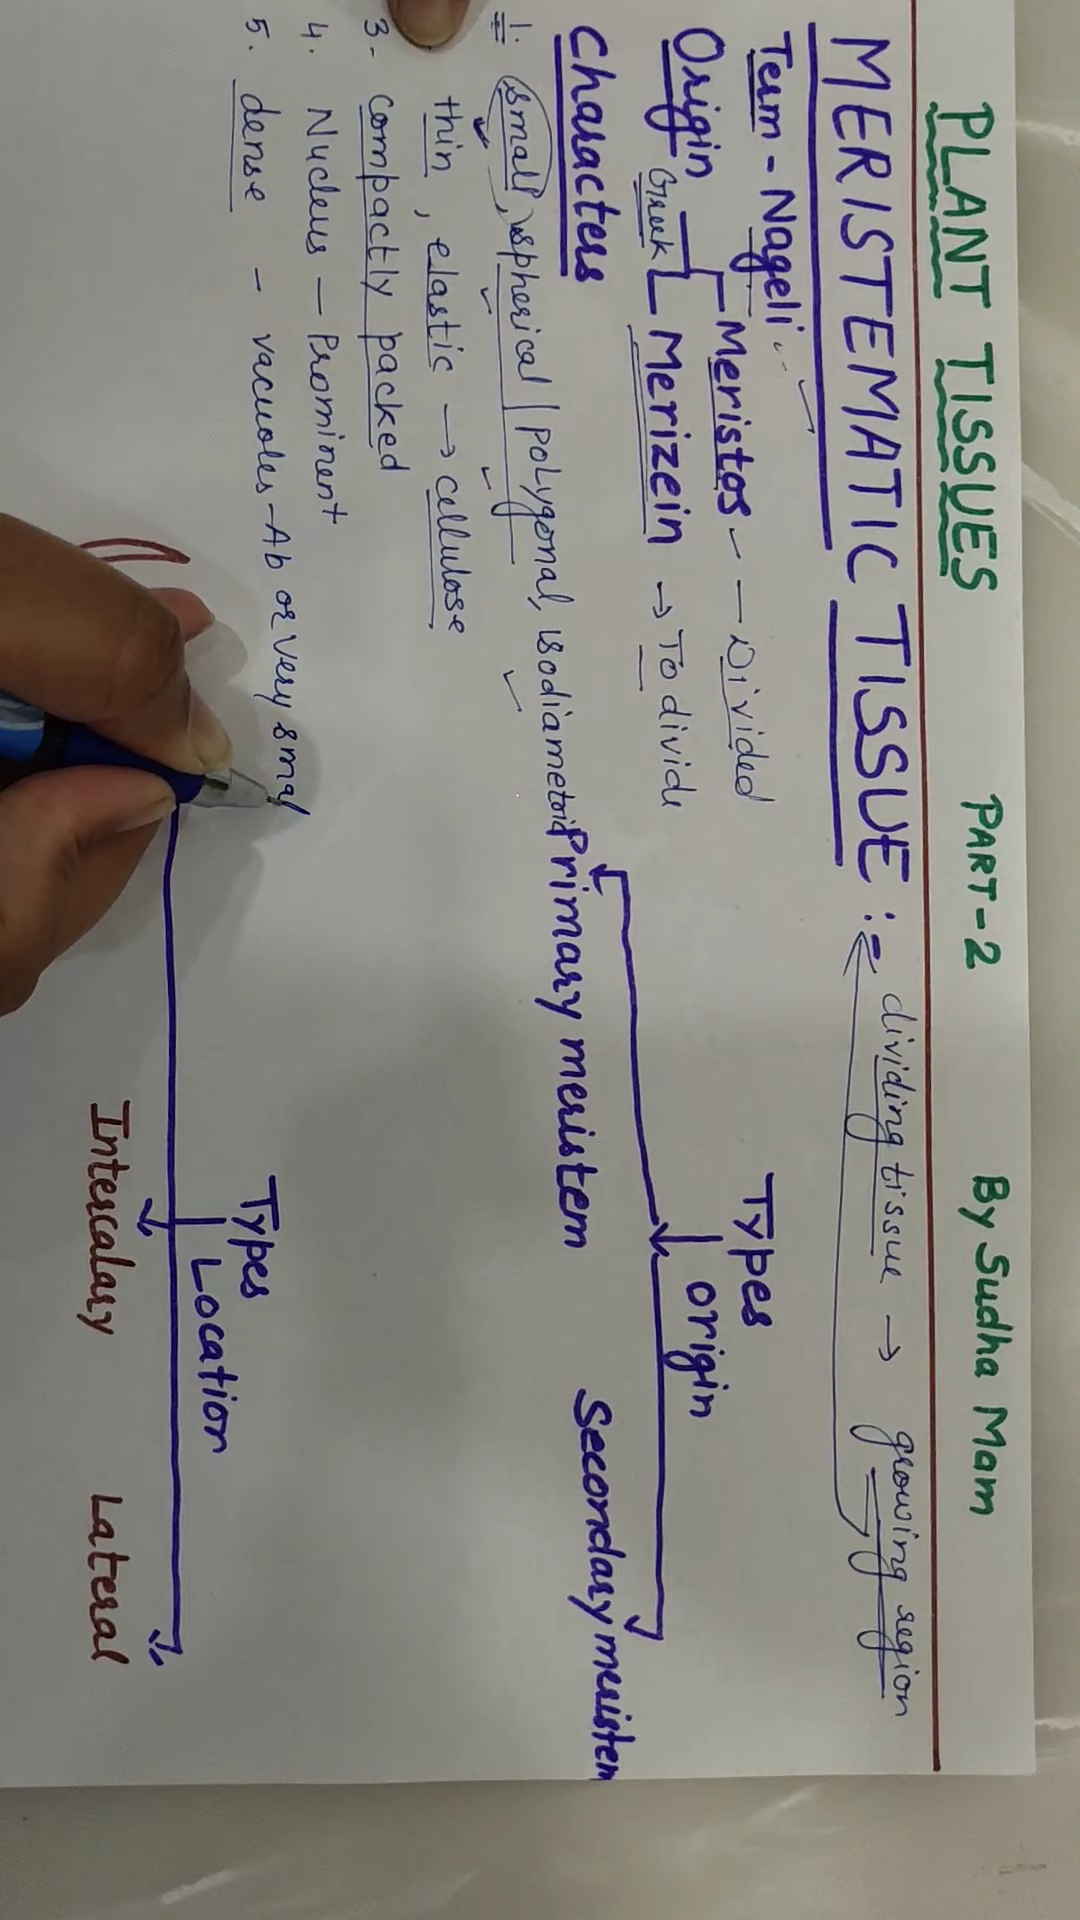 PLANT TISSUES PART-2 By Sudha Mam
MERISTEMATIC TISSUE :- dividing tissue → growing region
Term - Nageli
Origin Meristos - — Divided
Greek Merizein → To divide
Characters
1. small, spherical | polygonal, isodiametric
thin, elastic → cellulose
3- compactly packed
4. Nucleus — Prominent
5. dense - vacuoles - Ab or very smal
Types
origin
Primary meristem Secondary meristem
Types
Location
Intercalary Lateral